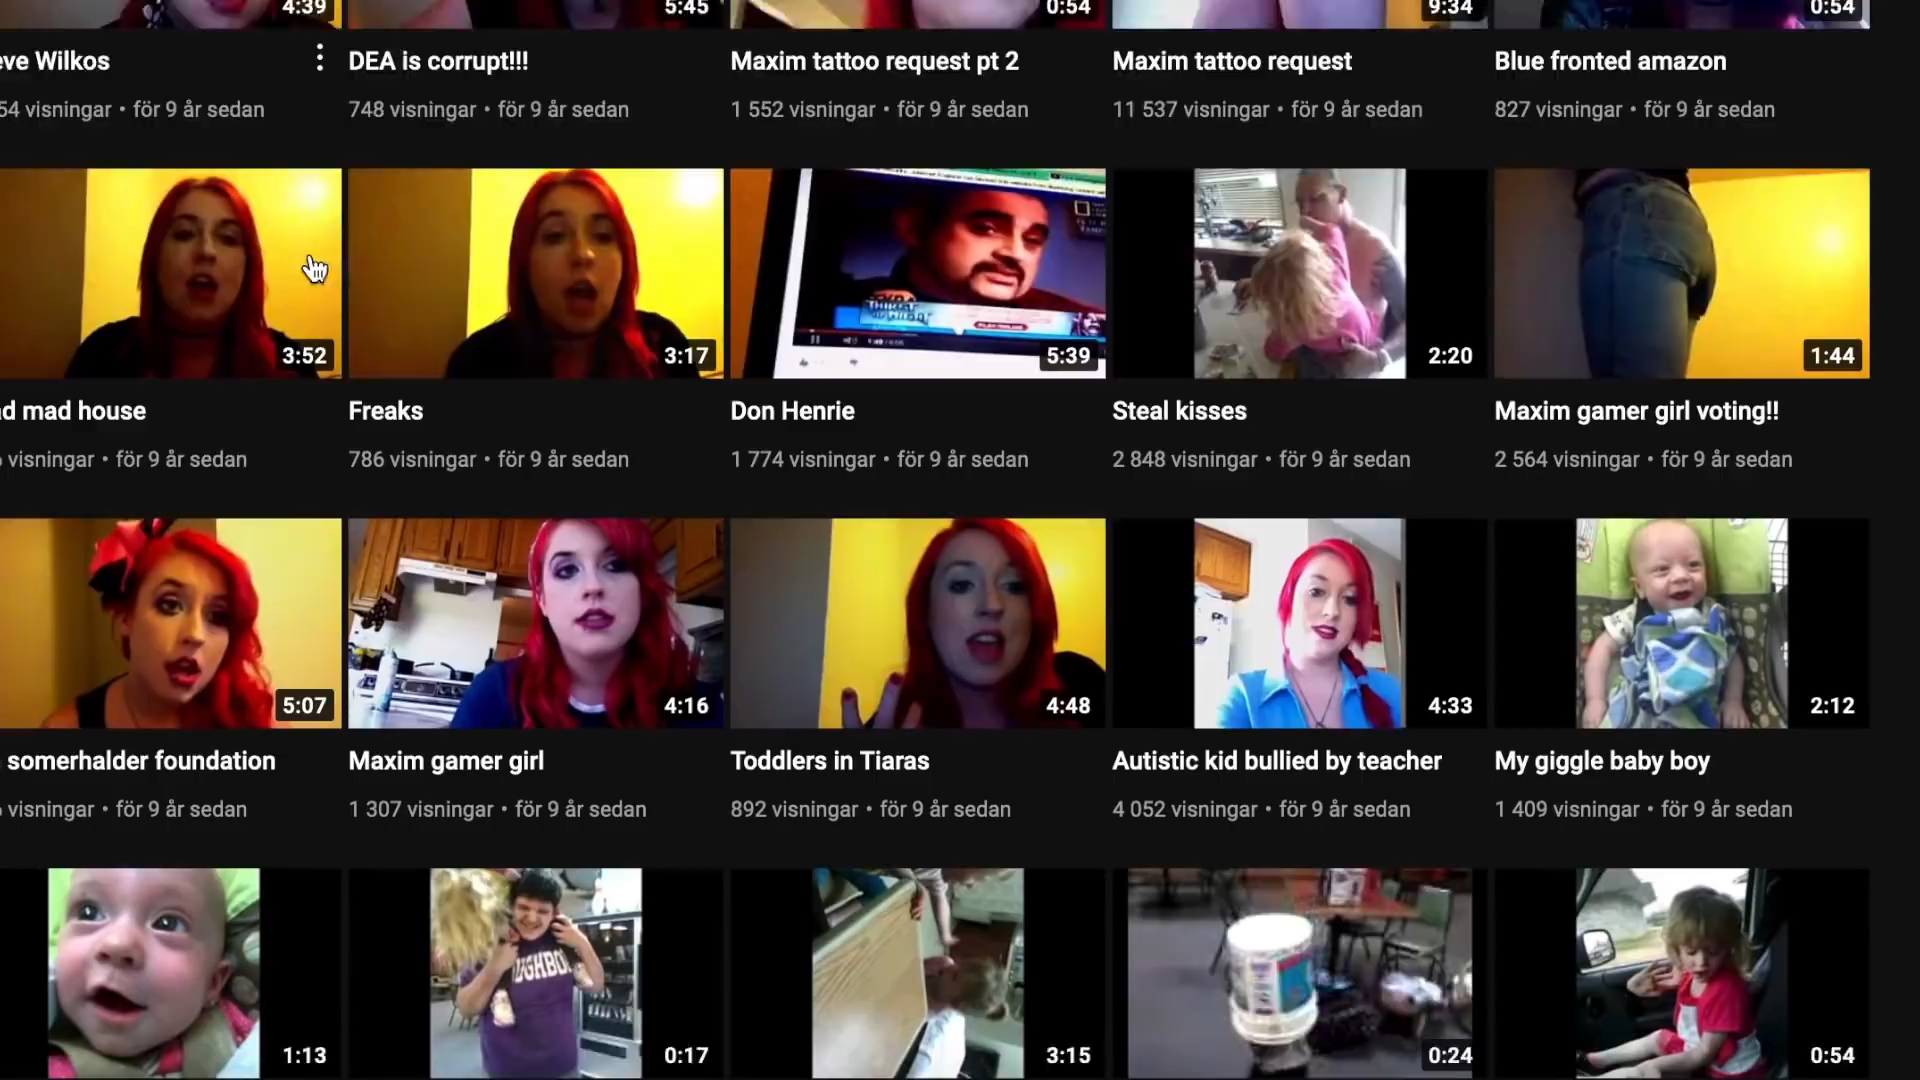 4:39
5:45
0:54
9:34
0:54
eve Wilkos
DEA is corrupt!!!
Maxim tattoo request pt 2
Maxim tattoo request
Blue fronted amazon
54 visningar • för 9 år sedan
748 visningar • för 9 år sedan
1 552 visningar • för 9 år sedan
11 537 visningar • för 9 år sedan
827 visningar • för 9 år sedan
3:52
3:17
5:39
2:20
1:44
d mad house
Freaks
Don Henrie
Steal kisses
Maxim gamer girl voting!!
visningar • för 9 år sedan
786 visningar • för 9 år sedan
1 774 visningar • för 9 år sedan
2 848 visningar • för 9 år sedan
2 564 visningar • för 9 år sedan
5:07
4:16
4:48
4:33
2:12
somerhalder foundation
Maxim gamer girl
Toddlers in Tiaras
Autistic kid bullied by teacher
My giggle baby boy
visningar • för 9 år sedan
1 307 visningar • för 9 år sedan
892 visningar • för 9 år sedan
4 052 visningar • för 9 år sedan
1 409 visningar • för 9 år sedan
UGHBO
1:13
0:17
3:15
0:24
0:54